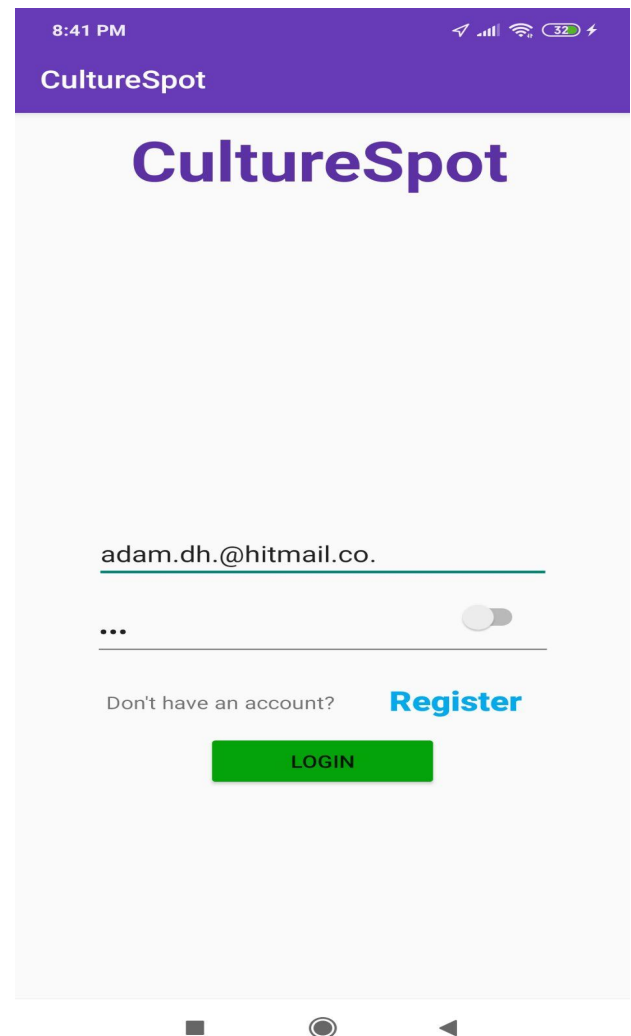 8:41 PM 32
CultureSpot
CultureSpot
adam.dh.@hitmail.co.
•••
Don't have an account? Register
LOGIN